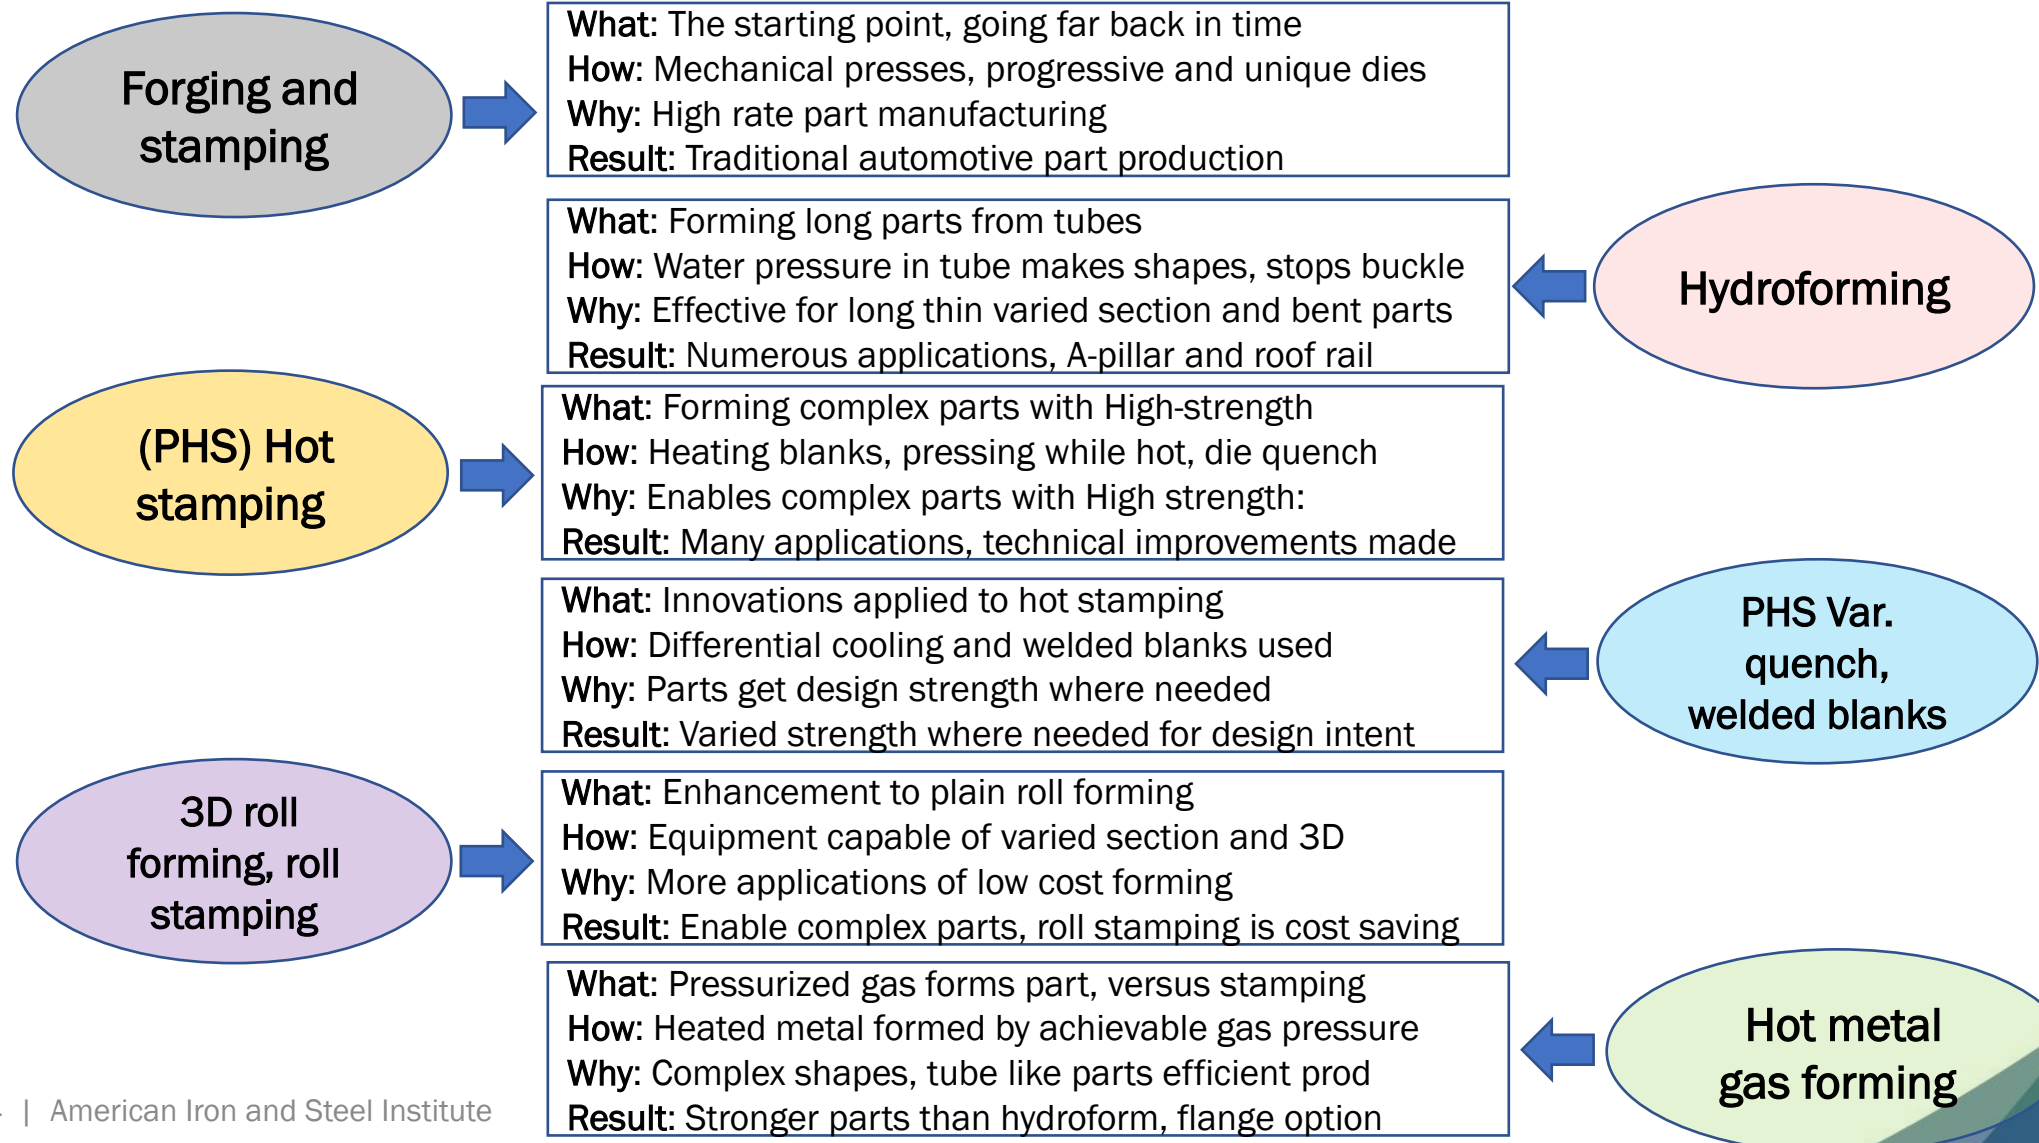 Forging and
stamping
What: The starting point, going far back in time
How: Mechanical presses, progressive and unique dies
Why: High rate part manufacturing
Result: Traditional automotive part production
What: Forming long parts from tubes
How: Water pressure in tube makes shapes, stops buckle
Why: Effective for long thin varied section and bent parts
Result: Numerous applications, A-pillar and roof rail
Hydroforming
(PHS) Hot
stamping
What: Forming complex parts with High-strength
How: Heating blanks, pressing while hot, die quench
Why: Enables complex parts with High strength:
Result: Many applications, technical improvements made
What: Innovations applied to hot stamping
How: Differential cooling and welded blanks used
Why: Parts get design strength where needed
Result: Varied strength where needed for design intent
PHS Var.
quench,
welded blanks
3D roll
forming, roll
stamping
What: Enhancement to plain roll forming
How: Equipment capable of varied section and 3D
Why: More applications of low cost forming
Result: Enable complex parts, roll stamping is cost saving
What: Pressurized gas forms part, versus stamping
How: Heated metal formed by achievable gas pressure
Why: Complex shapes, tube like parts efficient prod
Result: Stronger parts than hydroform, flange option
Hot metal
gas forming
| American Iron and Steel Institute